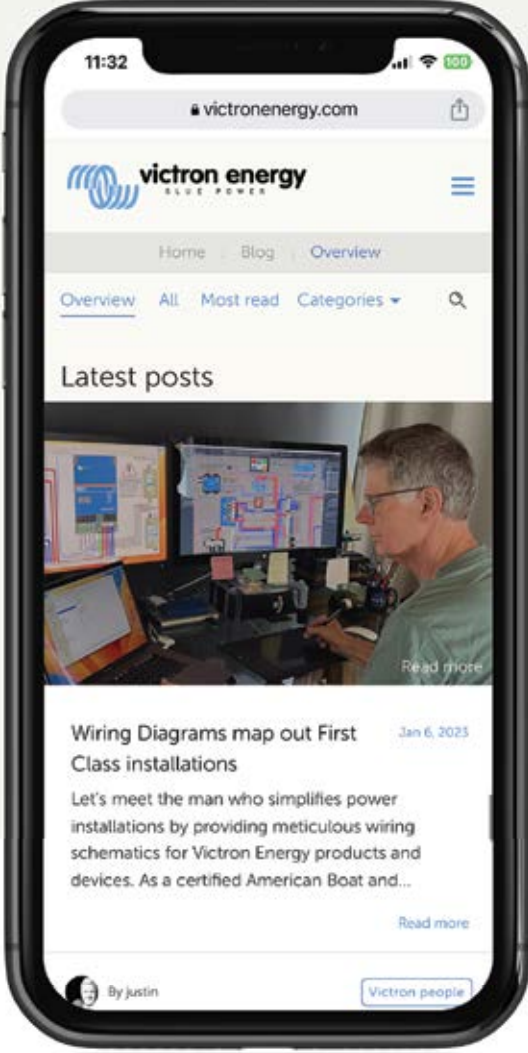 11:32
100
victronenergy.com
victron energy
BLUE POWER
Home Blog Overview
Overview All Most read Categories
Latest posts
Read more
Wiring Diagrams map out First
Class installations
Jan 6, 2023
Let's meet the man who simplifies power
installations by providing meticulous wiring
schematics for Victron Energy products and
devices. As a certified American Boat and...
Read more
By justin
Victron people